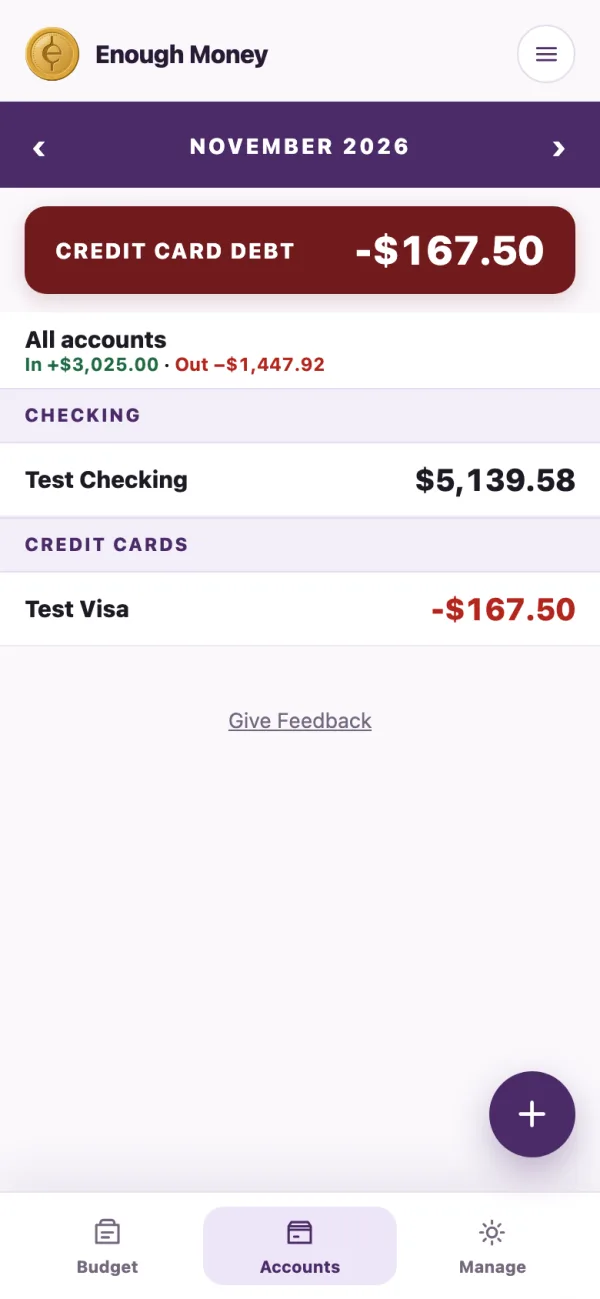 Enough Money
‹ NOVEMBER 2026 ›
CREDIT CARD DEBT -$167.50
All accounts
In +$3,025.00 · Out −$1,447.92
CHECKING
Test Checking $5,139.58
CREDIT CARDS
Test Visa -$167.50
Give Feedback
+
Budget Accounts Manage